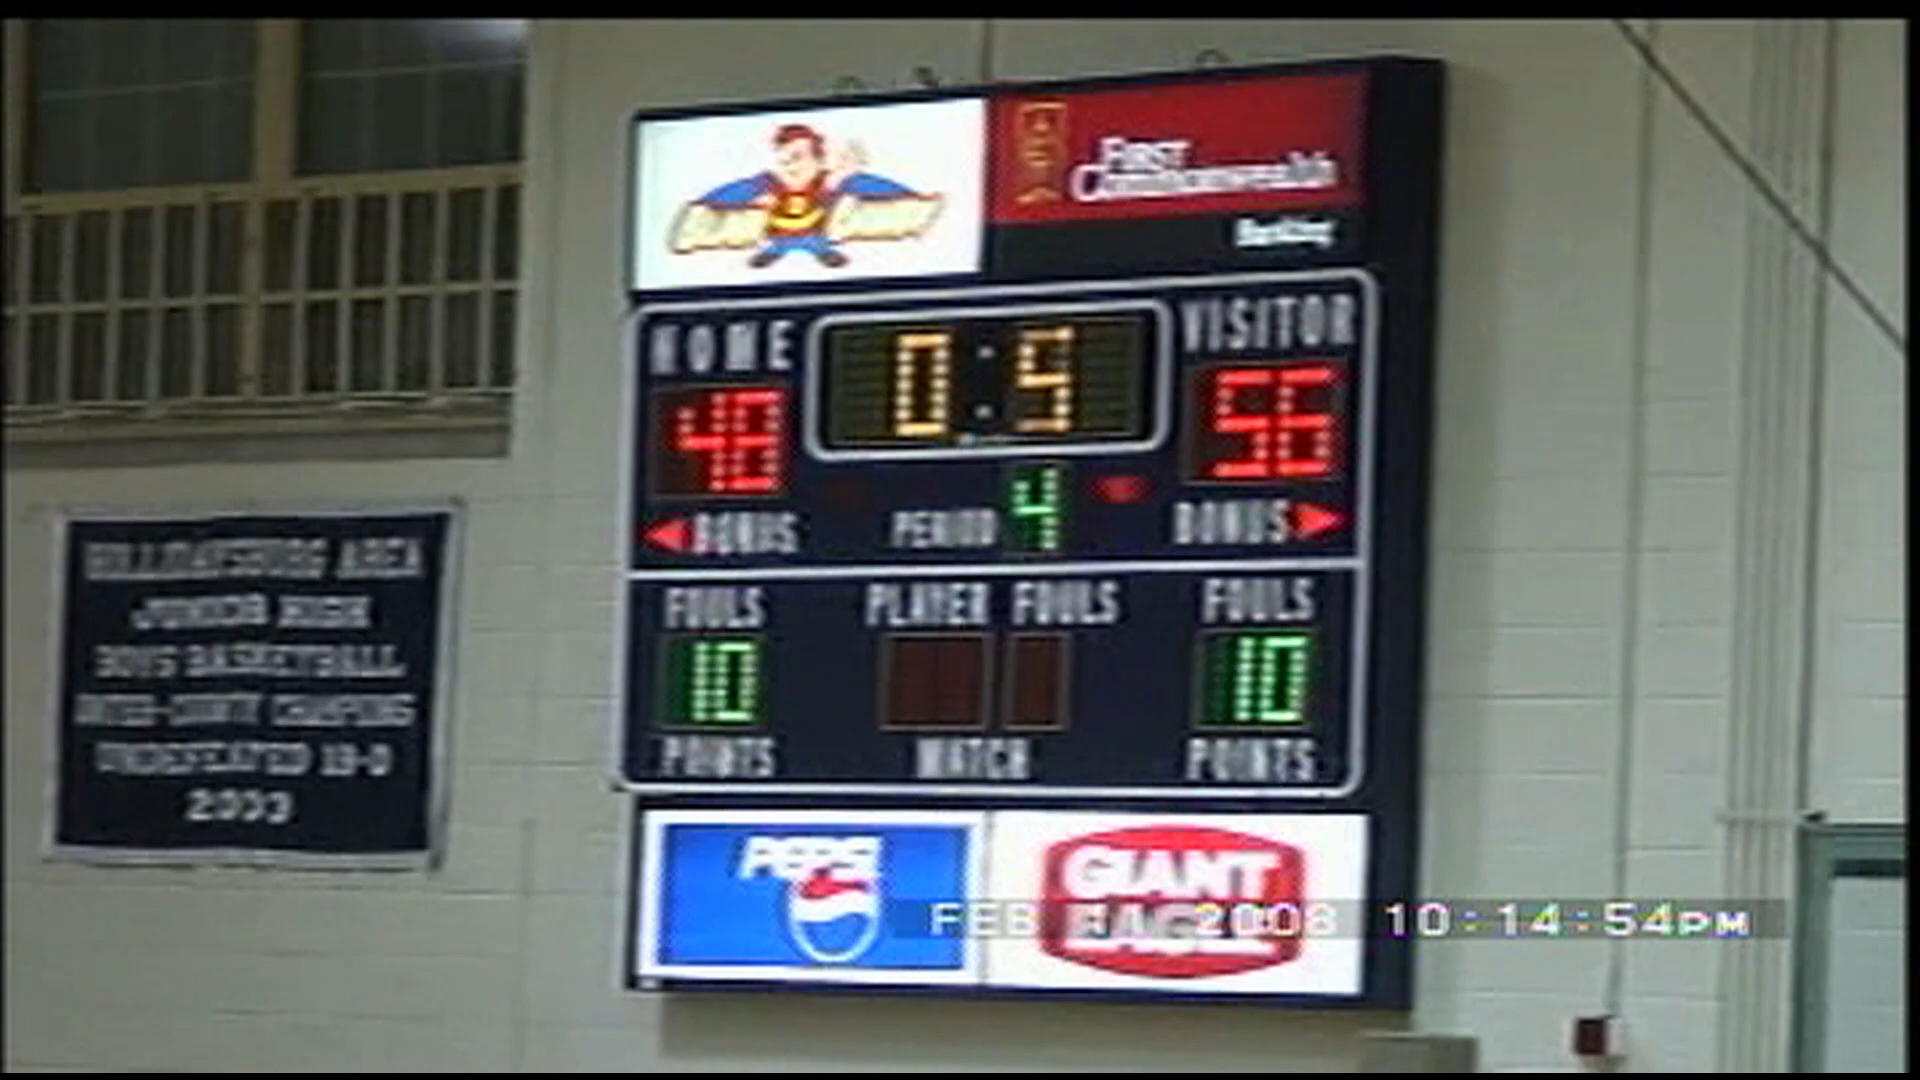 FIRST
Commonwealth
Banking
HOME
0:5
VISITOR
56
BONUS
PERIOD 4
BONUS
FOULS
PLAYER FOULS
FOULS
10
10
POINTS
MATCH
POINTS
HOLLIDAYSBURG AREA
JUNIOR HIGH
BOYS BASKETBALL
INTER-COUNTY CHAMPIONS
UNDEFEATED 19-0
2003
PEPSI
GIANT
EAGLE
FEB 2008 10:14:54PM